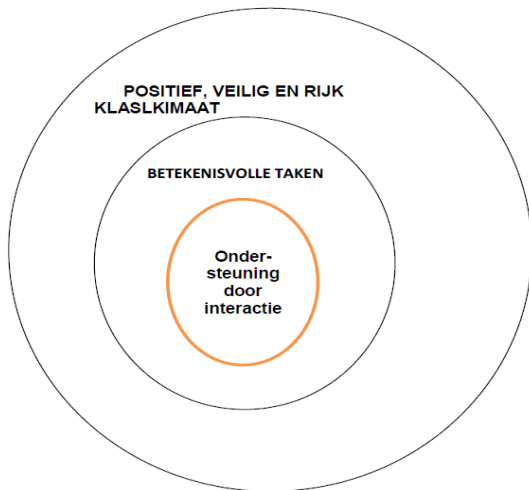 POSITIEF, VEILIG EN RIJK
KLASLKIMAAT
BETEKENISVOLLE TAKEN
Onder-
steuning
door
interactie